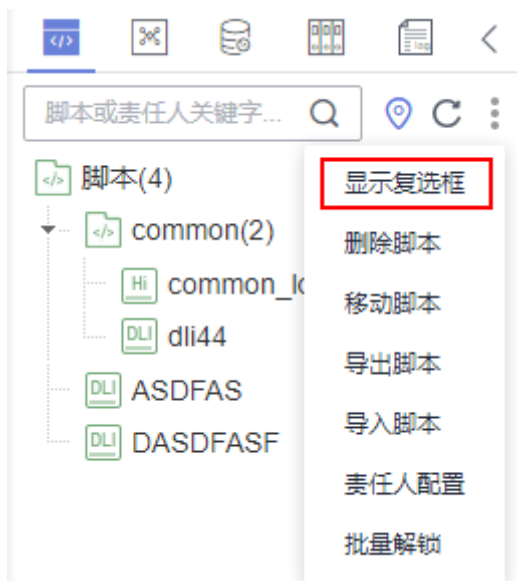 </>
log
脚本或责任人关键字...
</> 脚本(4)
显示复选框
</> common(2)
删除脚本
Hi common_lo
移动脚本
DLI dli44
导出脚本
DLI ASDFAS
导入脚本
DLI DASDFASF
责任人配置
批量解锁